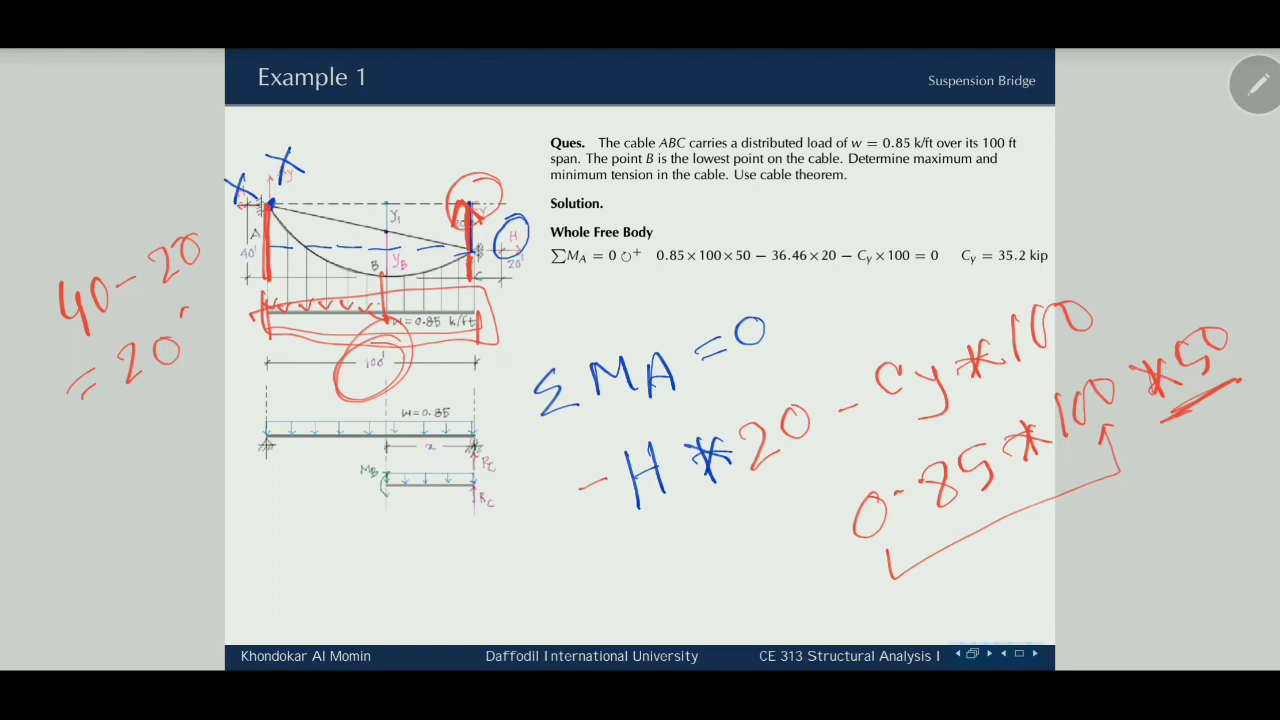 Example 1
Suspension Bridge
Ques. The cable ABC carries a distributed load of w = 0.85 k/ft over its 100 ft
span. The point B is the lowest point on the cable. Determine maximum and
minimum tension in the cable. Use cable theorem.
Solution.
Whole Free Body
∑MA = 0 ↻+ 0.85×100×50 − 36.46×20 − Cy×100 = 0 Cy = 35.2 kip
X X
A
40'
y1
yB
B
H
20'
C
w=0.85 k/ft
100'
W=0.85
x
RC
MB
RC
40-20
= 20'
∑ MA = 0
- H * 20 - Cy * 100
0.85 * 100 * 50
Khondokar Al Momin
Daffodil International University
CE 313 Structural Analysis I